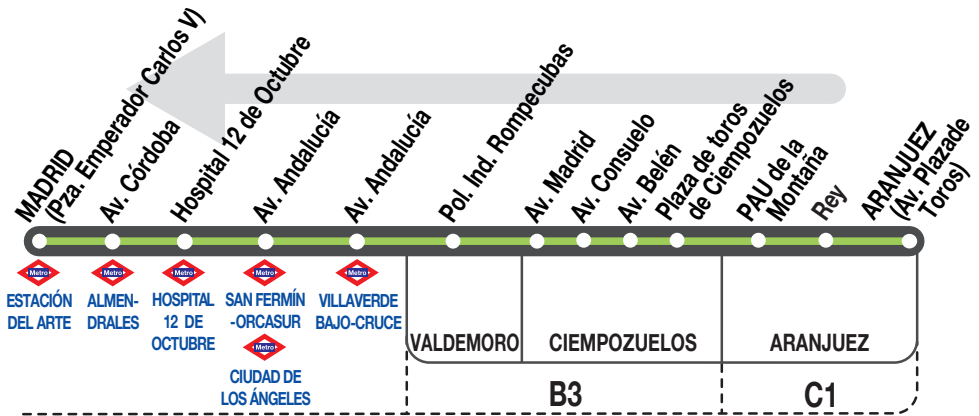 MADRID
(Pza. Emperador Carlos V)
Av. Córdoba
Hospital 12 de Octubre
Av. Andalucía
Av. Andalucía
Pol. Ind. Rompecubas
Av. Madrid
Av. Consuelo
Av. Belén
Plaza de toros
de Ciempozuelos
PAU de la
Montaña
Rey
ARANJUEZ
(Av. Plazade
Toros)
Metro
Metro
Metro
Metro
Metro
ESTACIÓN
DEL ARTE
ALMEN-
DRALES
HOSPITAL
12 DE
OCTUBRE
SAN FERMÍN
-ORCASUR
Metro
CIUDAD DE
LOS ÁNGELES
VILLAVERDE
BAJO-CRUCE
VALDEMORO
CIEMPOZUELOS
ARANJUEZ
B3
C1